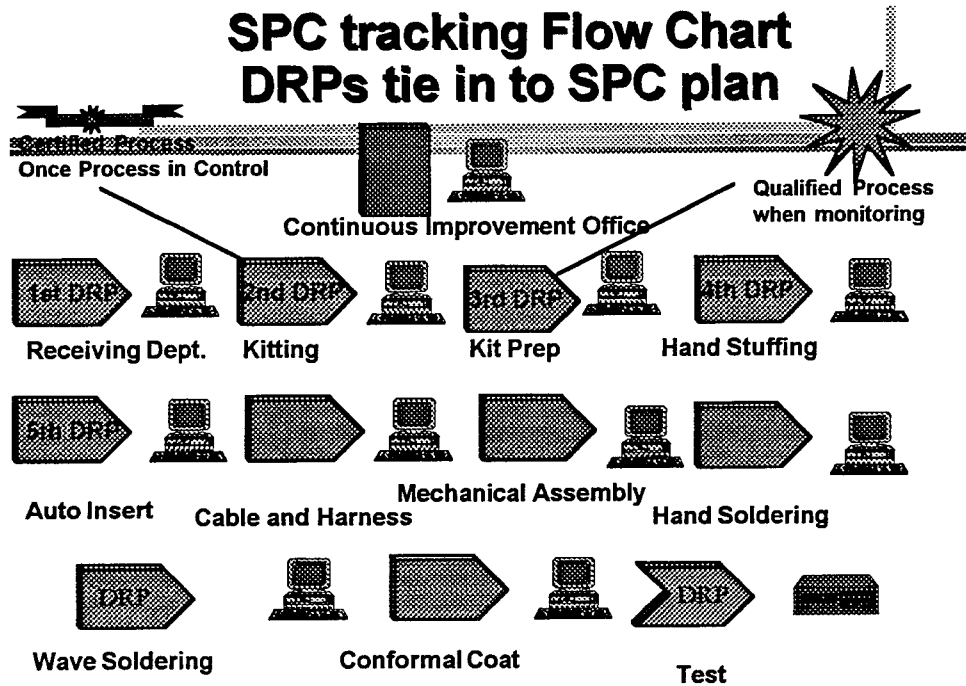 SPC tracking Flow Chart
DRPs tie in to SPC plan
Certified Process
Once Process in Control
Qualified Process
when monitoring
Continuous Improvement Office
1st DRP
2nd DRP
3rd DRP
4th DRP
Receiving Dept.
Kitting
Kit Prep
Hand Stuffing
5th DRP
Auto Insert
Cable and Harness
Mechanical Assembly
Hand Soldering
DRP
DRP
Wave Soldering
Conformal Coat
Test